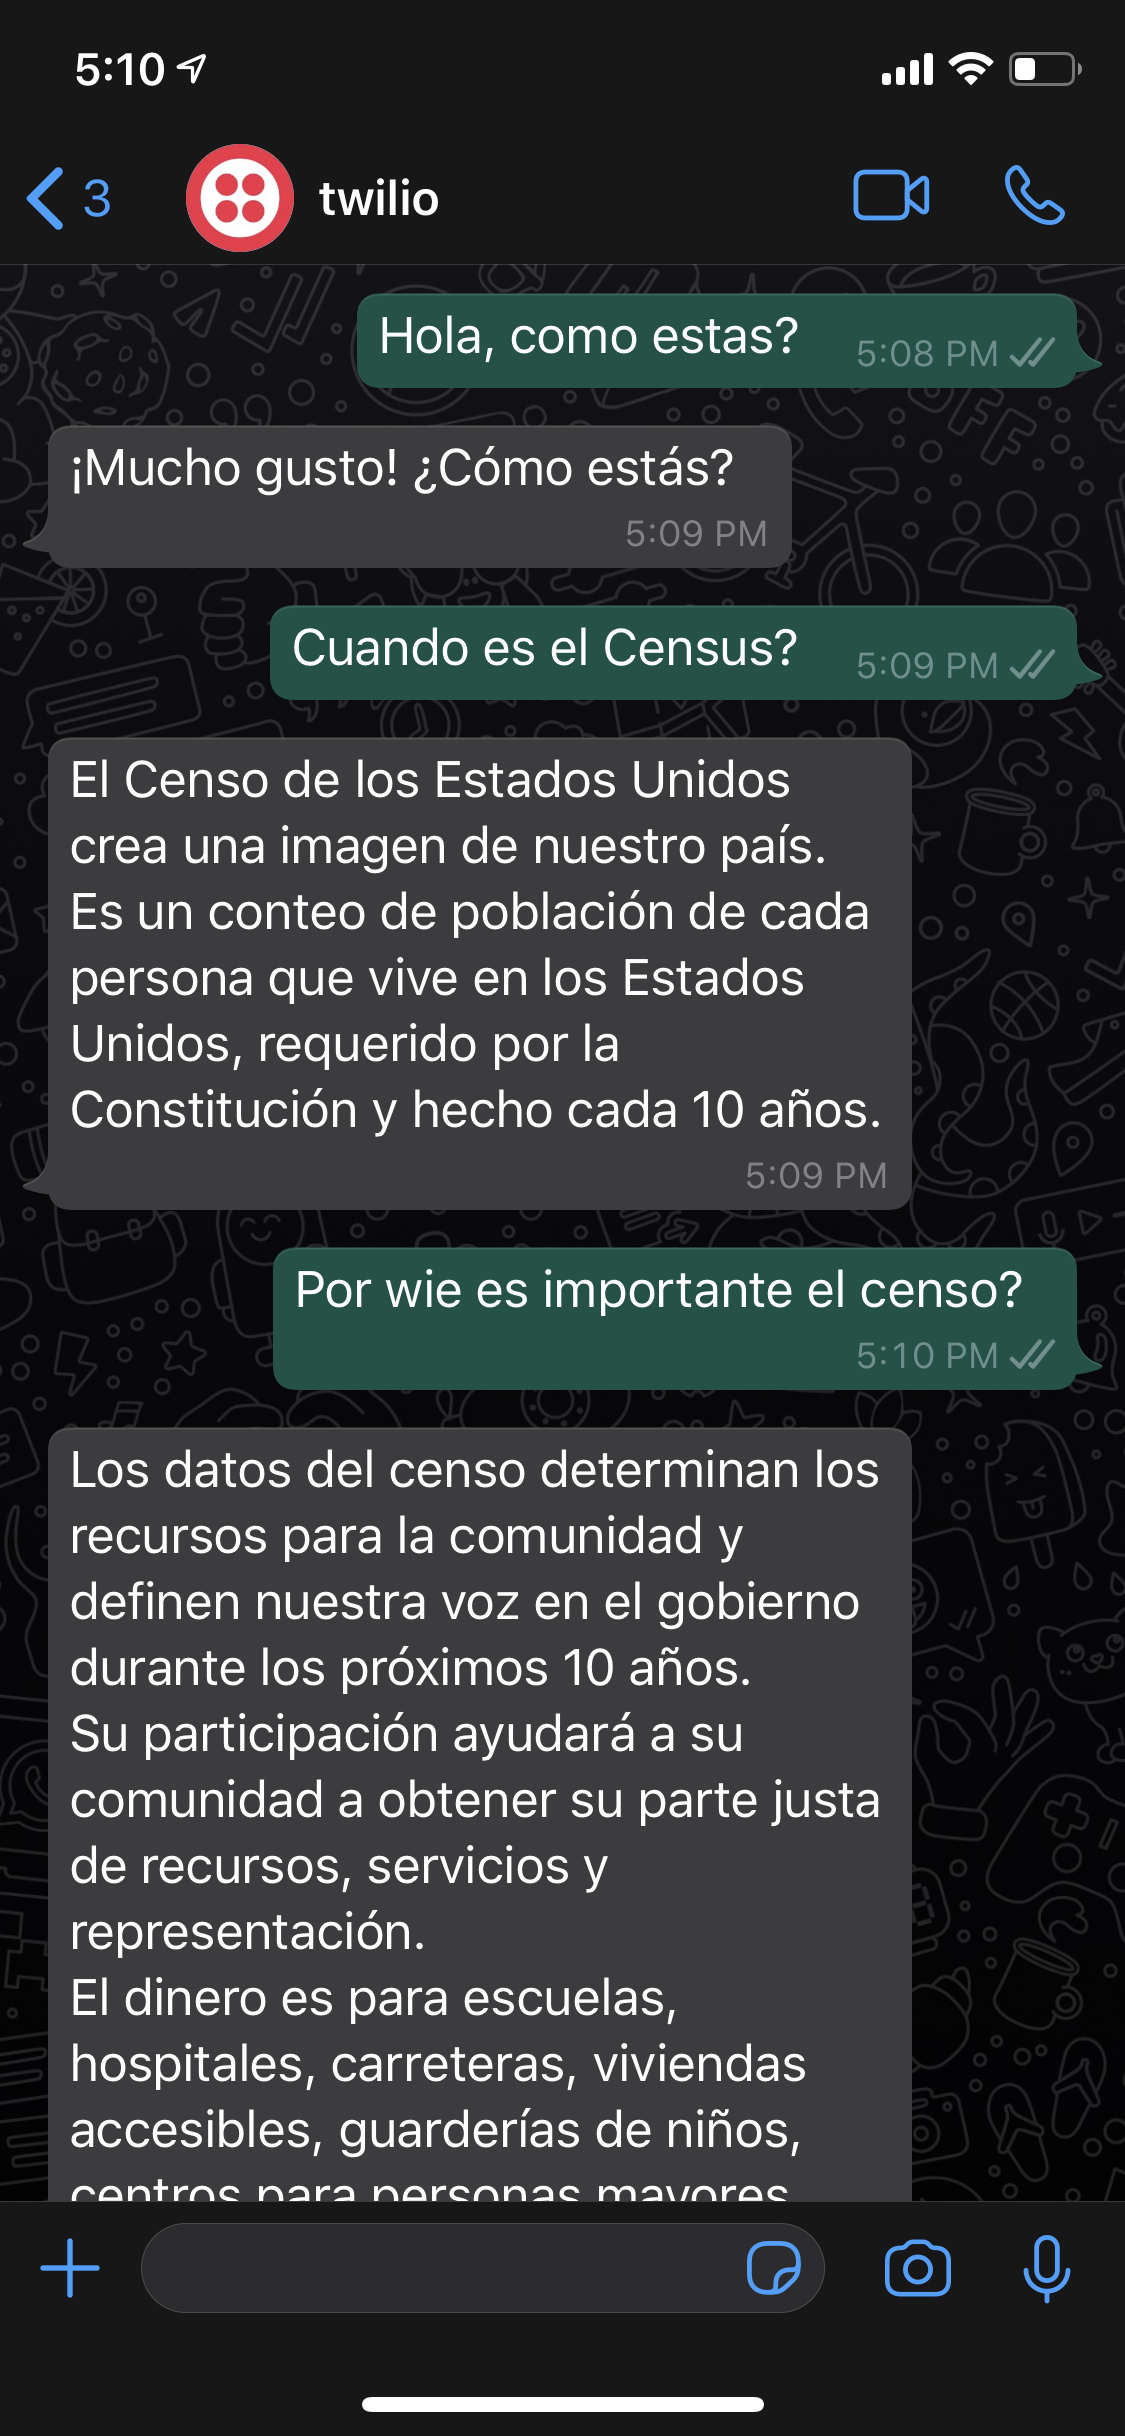 5:10
3
twilio
Hola, como estas?
5:08 PM
¡Mucho gusto! ¿Cómo estás?
5:09 PM
Cuando es el Census?
5:09 PM
El Censo de los Estados Unidos
crea una imagen de nuestro país.
Es un conteo de población de cada
persona que vive en los Estados
Unidos, requerido por la
Constitución y hecho cada 10 años.
5:09 PM
Por wie es importante el censo?
5:10 PM
Los datos del censo determinan los
recursos para la comunidad y
definen nuestra voz en el gobierno
durante los próximos 10 años.
Su participación ayudará a su
comunidad a obtener su parte justa
de recursos, servicios y
representación.
El dinero es para escuelas,
hospitales, carreteras, viviendas
accesibles, guarderías de niños,
centros para personas mayores